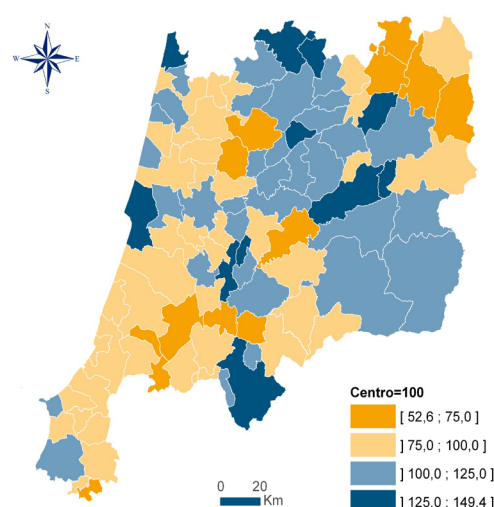 N
W E
S
Centro=100
[ 52,6 ; 75,0 ]
] 75,0 ; 100,0 ]
] 100,0 ; 125,0 ]
] 125,0 ; 149,4 ]
0 20
Km